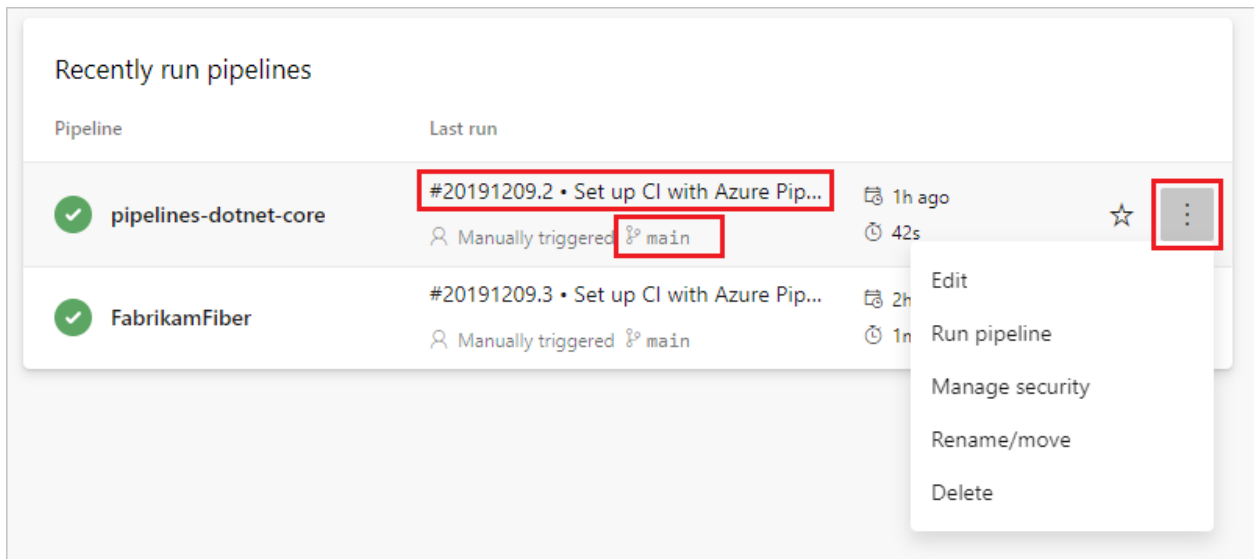 Recently run pipelines
Pipeline Last run
#20191209.2 • Set up CI with Azure Pip... 1h ago
pipelines-dotnet-core
Manually triggered main 42s
Edit
#20191209.3 • Set up CI with Azure Pip... 2h
FabrikamFiber
Run pipeline
Manually triggered main 1m
Manage security
Rename/move
Delete